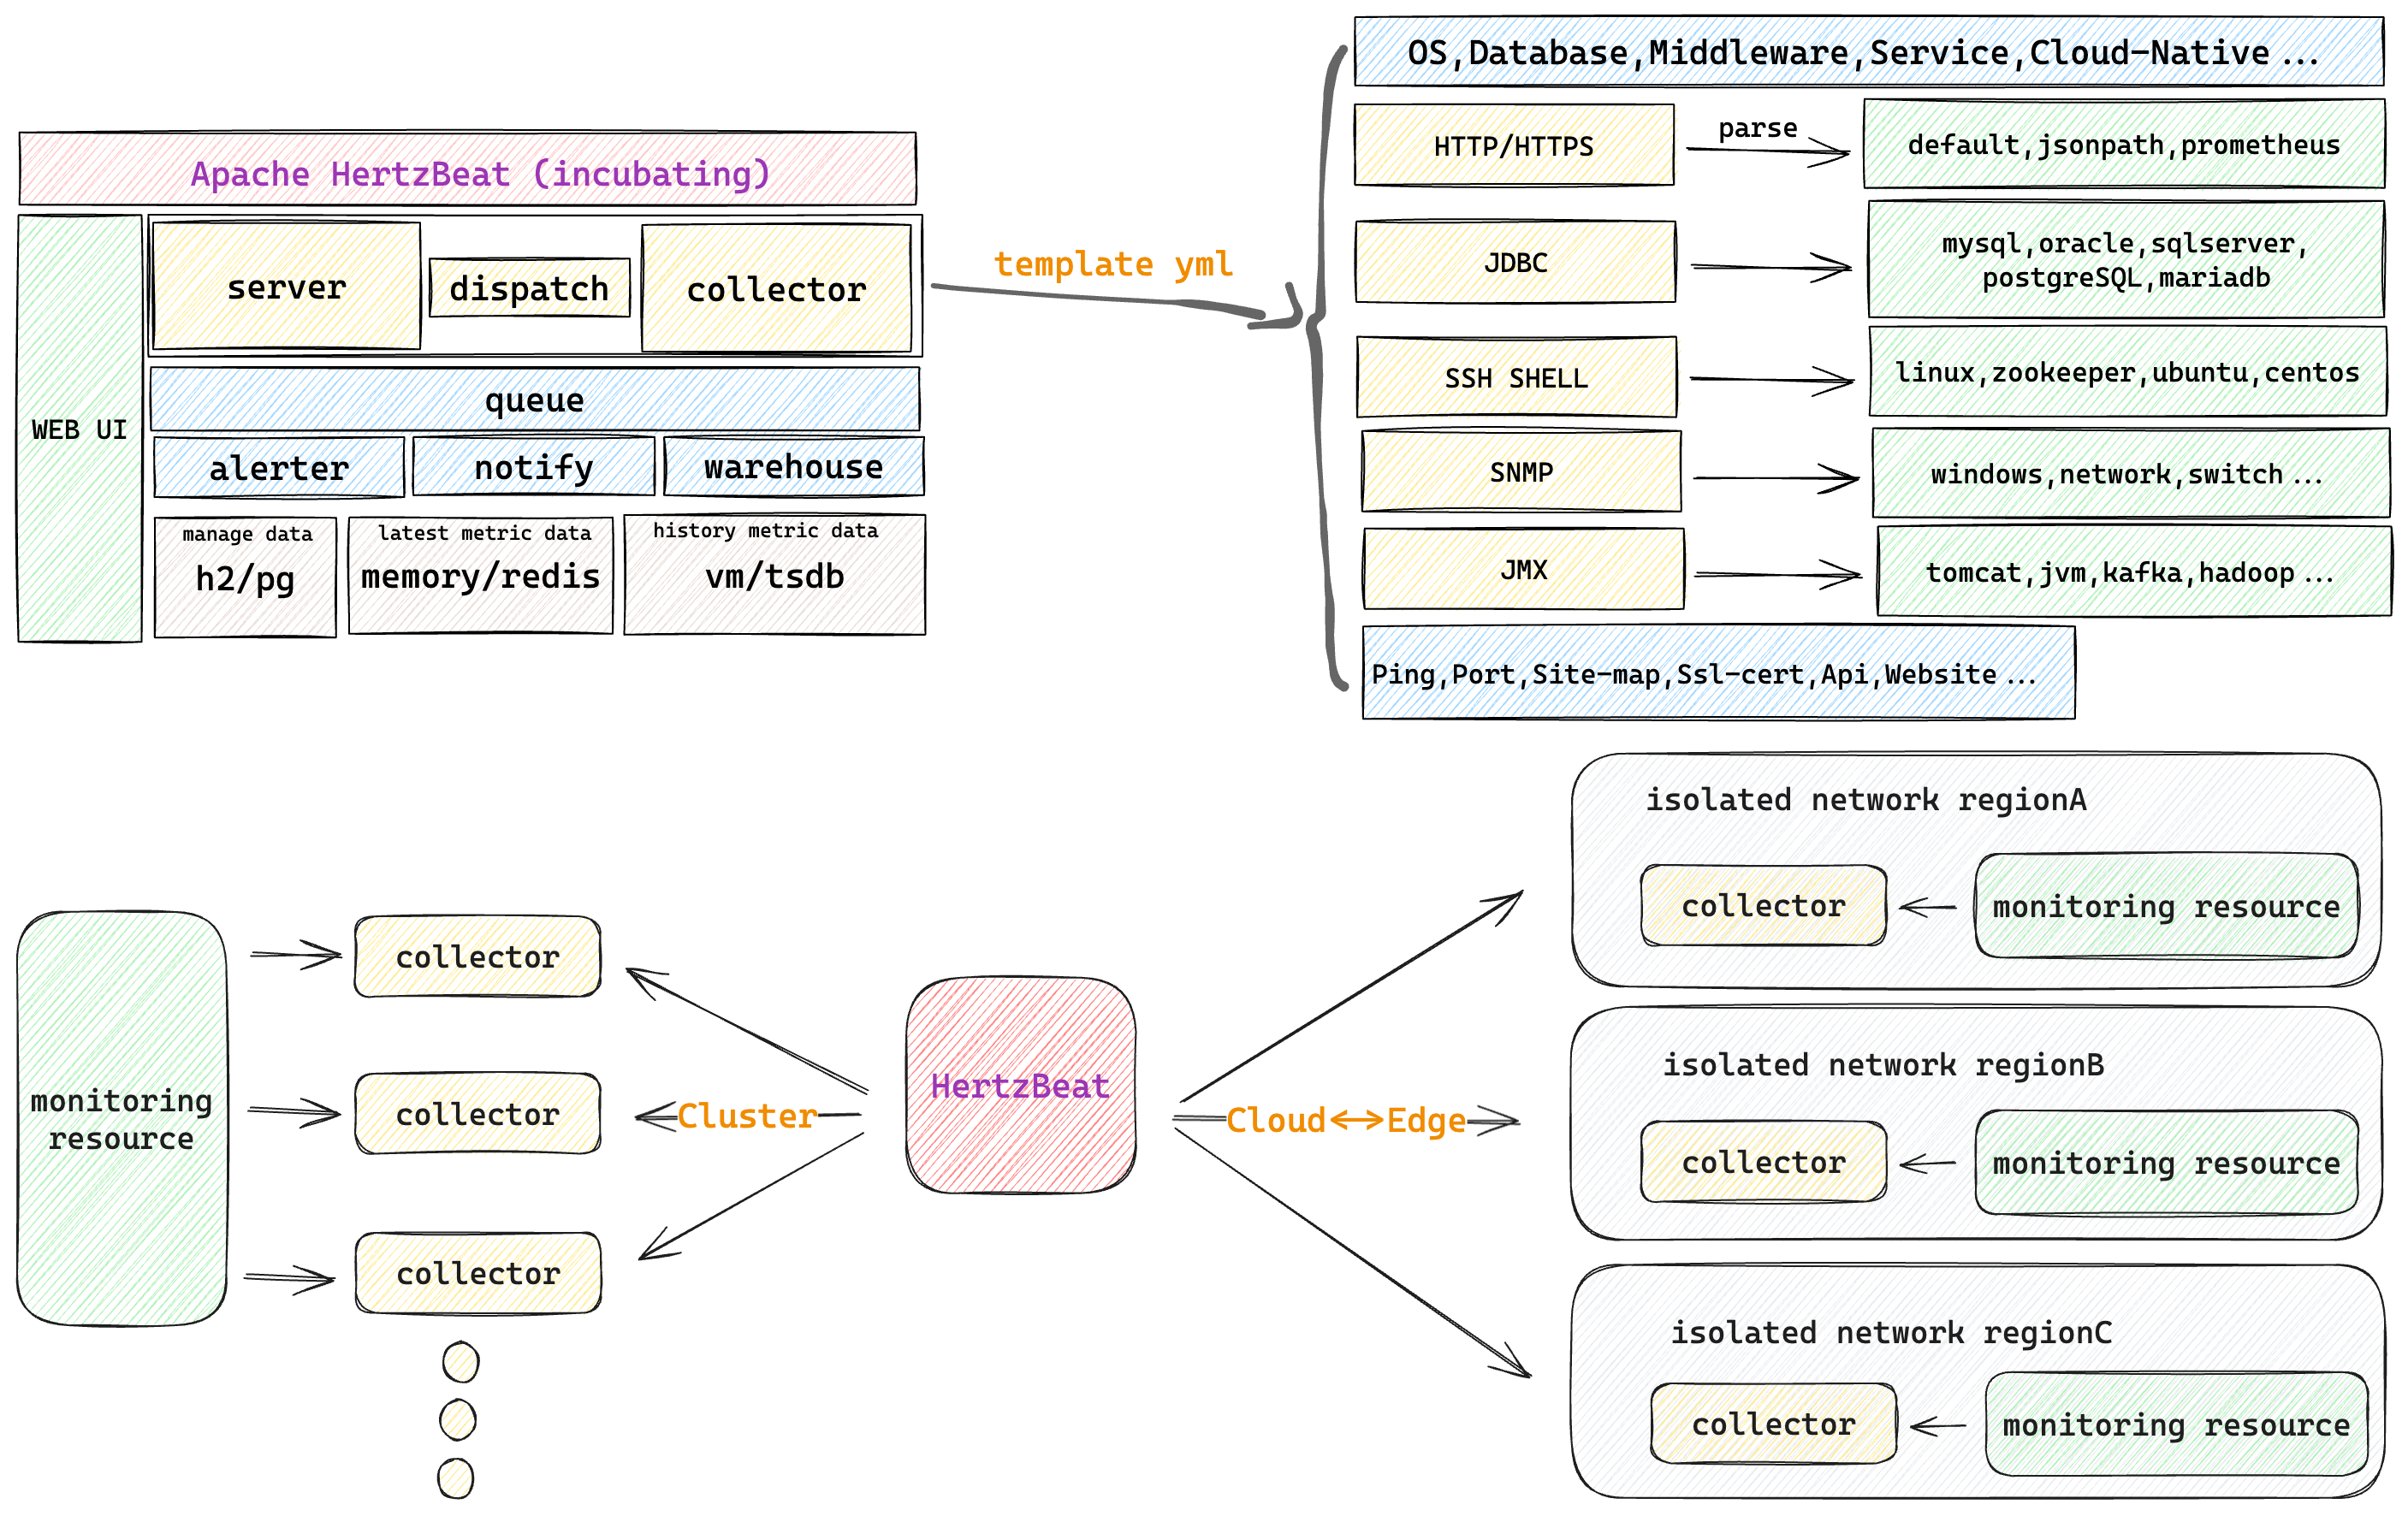 Apache HertzBeat (incubating)
WEB UI
server
dispatch
collector
queue
alerter
notify
warehouse
manage data
h2/pg
latest metric data
memory/redis
history metric data
vm/tsdb
template yml
OS,Database,Middleware,Service,Cloud-Native...
HTTP/HTTPS
parse
default,jsonpath,prometheus
JDBC
mysql,oracle,sqlserver,
postgreSQL,mariadb
SSH SHELL
linux,zookeeper,ubuntu,centos
SNMP
windows,network,switch...
JMX
tomcat,jvm,kafka,hadoop...
Ping,Port,Site-map,Ssl-cert,Api,Website...
monitoring
resource
collector
collector
collector
Cluster
HertzBeat
Cloud<->Edge
isolated network regionA
collector
monitoring resource
isolated network regionB
collector
monitoring resource
isolated network regionC
collector
monitoring resource